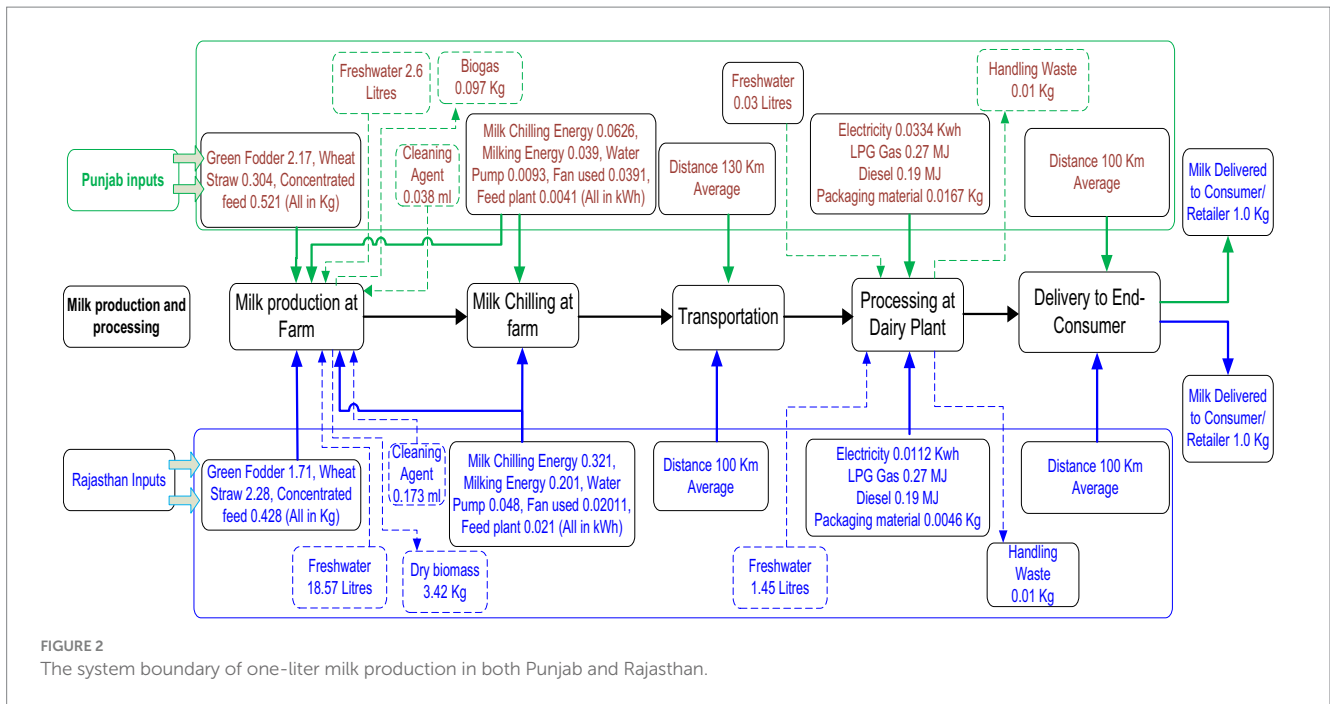 Freshwater 2.6
Litres
Biogas
0.097 Kg
Freshwater
0.03 Litres
Handling Waste
0.01 Kg
Punjab inputs
Green Fodder 2.17, Wheat
Straw 0.304, Concentrated
feed 0.521 (All in Kg)
Cleaning
Agent
0.038 ml
Milk Chilling Energy 0.0626,
Milking Energy 0.039, Water
Pump 0.0093, Fan used 0.0391,
Feed plant 0.0041 (All in kWh)
Distance 130 Km
Average
Electricity 0.0334 Kwh
LPG Gas 0.27 MJ
Diesel 0.19 MJ
Packaging material 0.0167 Kg
Distance 100 Km
Average
Milk Delivered
to Consumer/
Retailer 1.0 Kg
Milk production and
processing
Milk production at
Farm
Milk Chilling at
farm
Transportation
Processing at
Dairy Plant
Delivery to End-
Consumer
Milk Delivered
to Consumer/
Retailer 1.0 Kg
Rajasthan Inputs
Green Fodder 1.71, Wheat
Straw 2.28, Concentrated
feed 0.428 (All in Kg)
Cleaning
Agent
0.173 ml
Milk Chilling Energy 0.321,
Milking Energy 0.201, Water
Pump 0.048, Fan used 0.02011,
Feed plant 0.021 (All in kWh)
Distance 100 Km
Average
Electricity 0.0112 Kwh
LPG Gas 0.27 MJ
Diesel 0.19 MJ
Packaging material 0.0046 Kg
Distance 100 Km
Average
Freshwater
18.57 Litres
Dry biomass
3.42 Kg
Freshwater
1.45 Litres
Handling
Waste
0.01 Kg
FIGURE 2
The system boundary of one-liter milk production in both Punjab and Rajasthan.